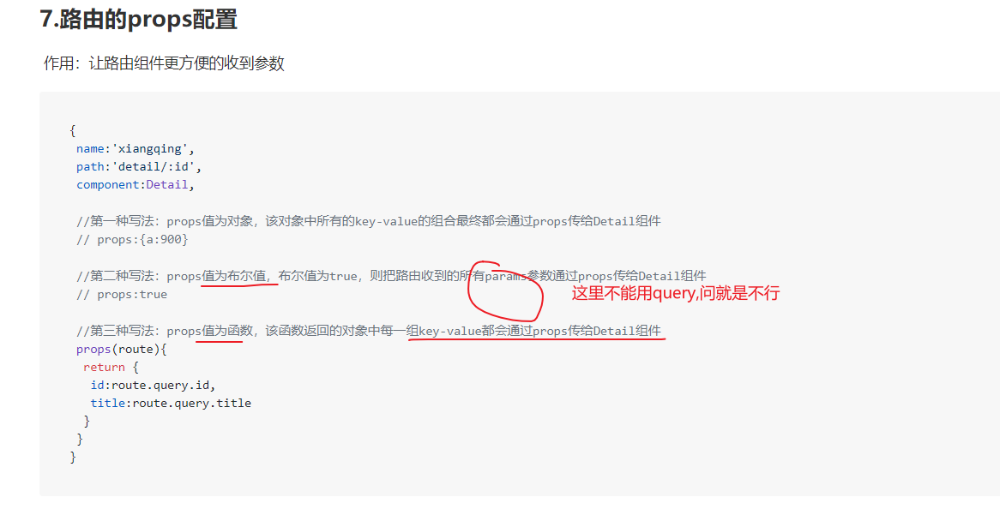 7.路由的props配置
作用：让路由组件更方便的收到参数
{
name:'xiangqing',
path:'detail/:id',
component:Detail,
//第一种写法：props值为对象，该对象中所有的key-value的组合最终都会通过props传给Detail组件
// props:{a:900}
//第二种写法：props值为布尔值，布尔值为true，则把路由收到的所有params参数通过props传给Detail组件
// props:true
这里不能用query,问就是不行
//第三种写法：props值为函数，该函数返回的对象中每一组key-value都会通过props传给Detail组件
props(route){
return {
id:route.query.id,
title:route.query.title
}
}
}